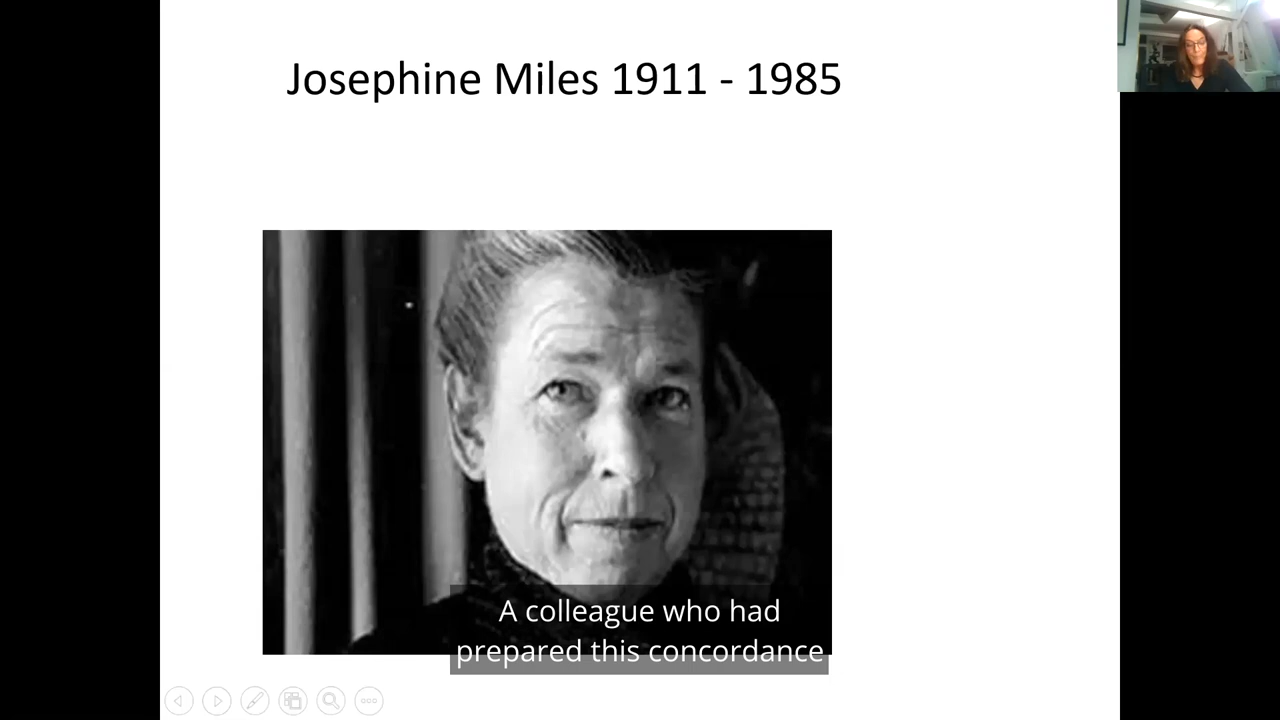 Josephine Miles 1911 - 1985
A colleague who had
prepared this concordance